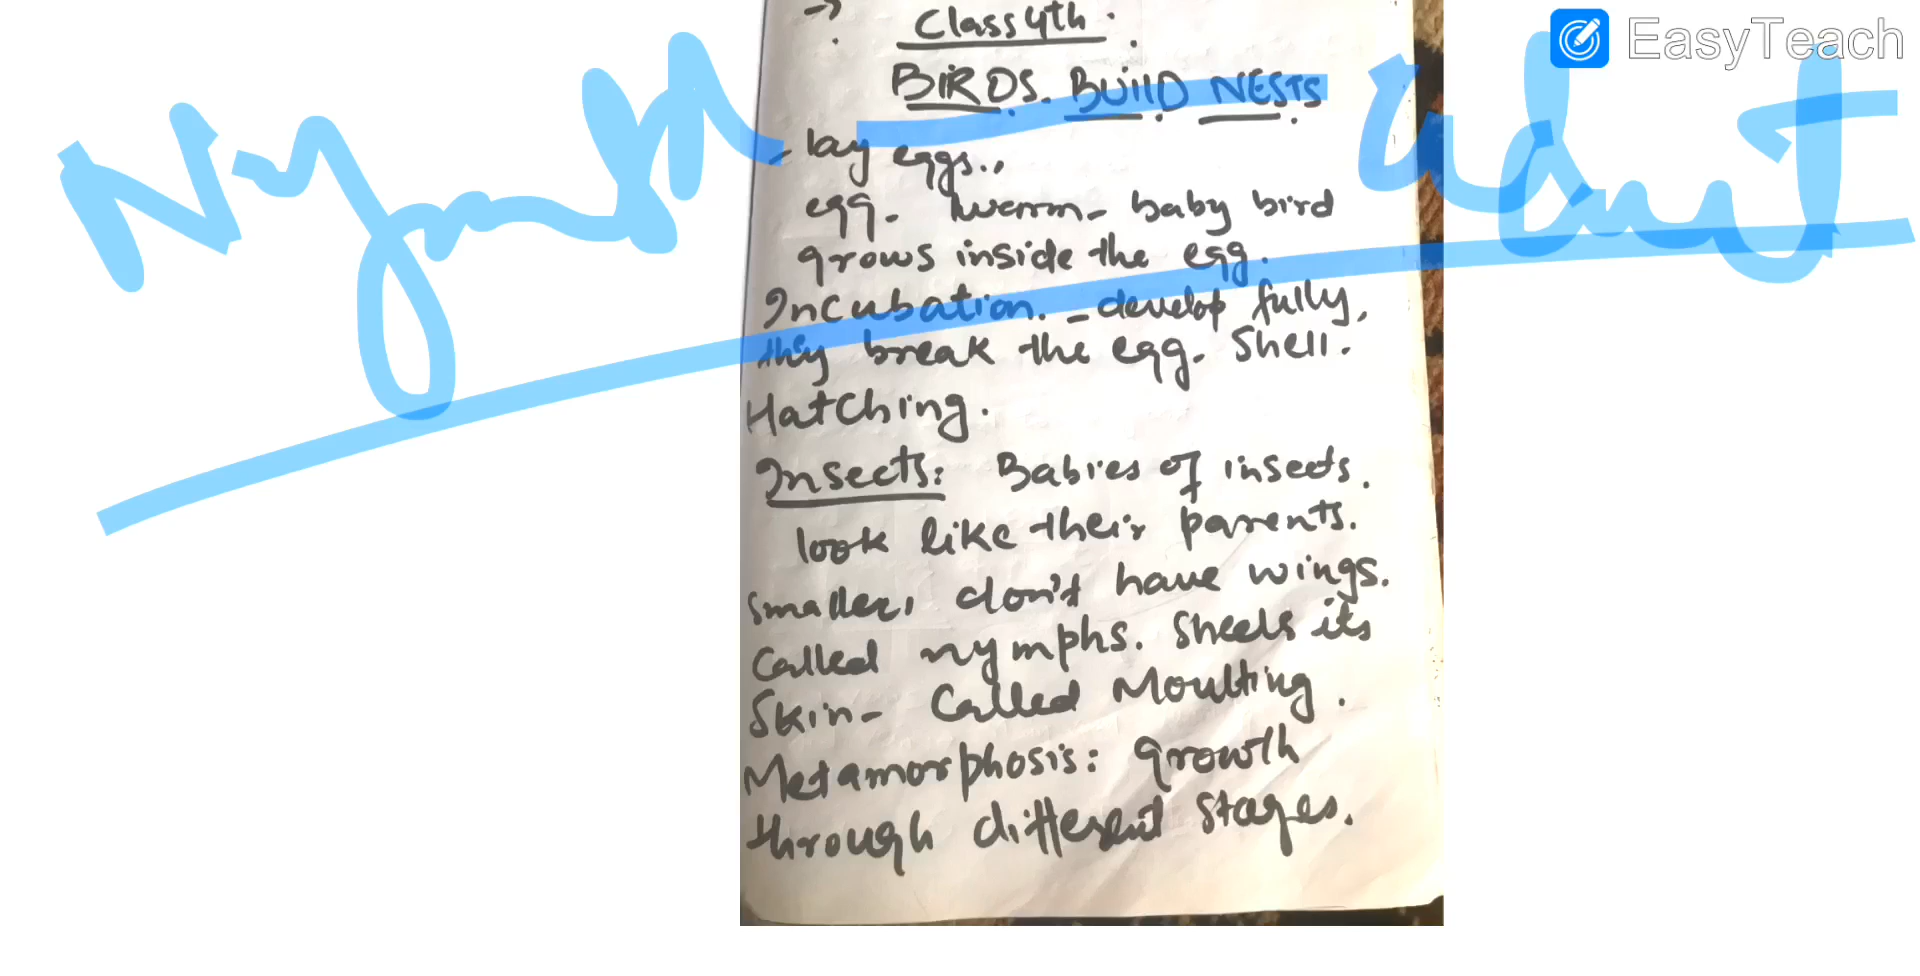 Class 4th.
EasyTeach
BIRDS. BUILD NESTS
Nymph - adult
- lay eggs..
egg. warm - baby bird
grows inside the egg.
Incubation. - develop fully,
they break the egg. Shell.
Hatching.
Insects: Babies of insects.
look like their parents.
smaller, don't have wings.
Called nymphs. Sheds its
Skin - Called Moulting.
Metamorphosis: growth
through different stages.